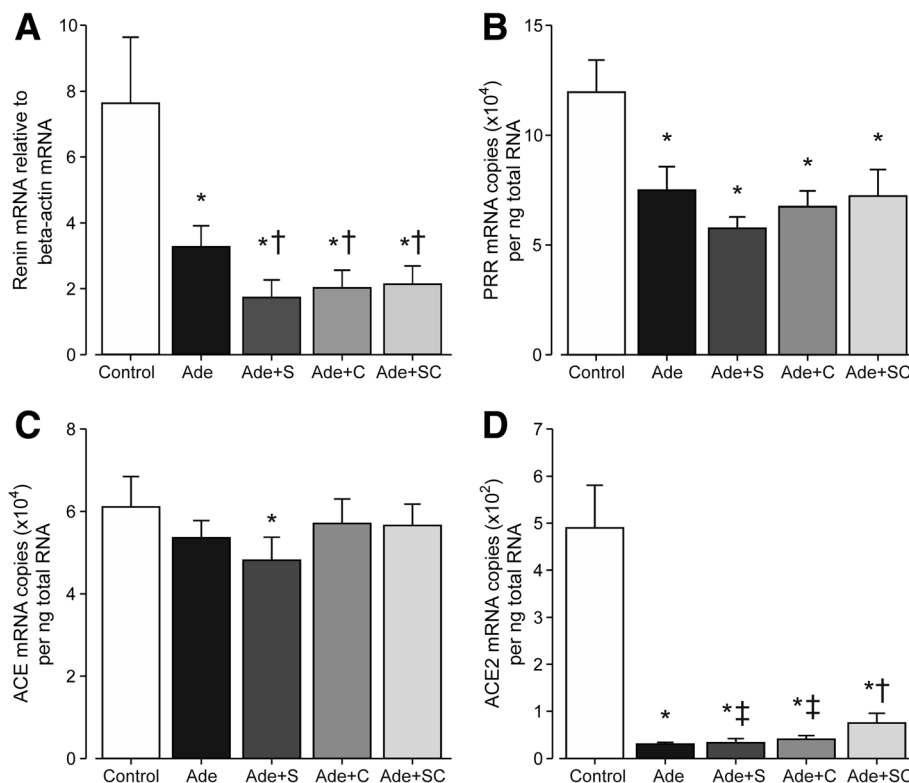 A
Renin mRNA relative to
beta-actin mRNA
10
8
6
4
2
0
*
*†
*†
*†
Control Ade Ade+S Ade+C Ade+SC
B
PRR mRNA copies (x10⁴)
per ng total RNA
15
10
5
0
*
*
*
*
Control Ade Ade+S Ade+C Ade+SC
C
ACE mRNA copies (x10⁴)
per ng total RNA
8
6
4
2
0
*
Control Ade Ade+S Ade+C Ade+SC
D
ACE2 mRNA copies (x10²)
per ng total RNA
7
6
5
4
3
2
1
0
*
*‡
*‡
*†
Control Ade Ade+S Ade+C Ade+SC